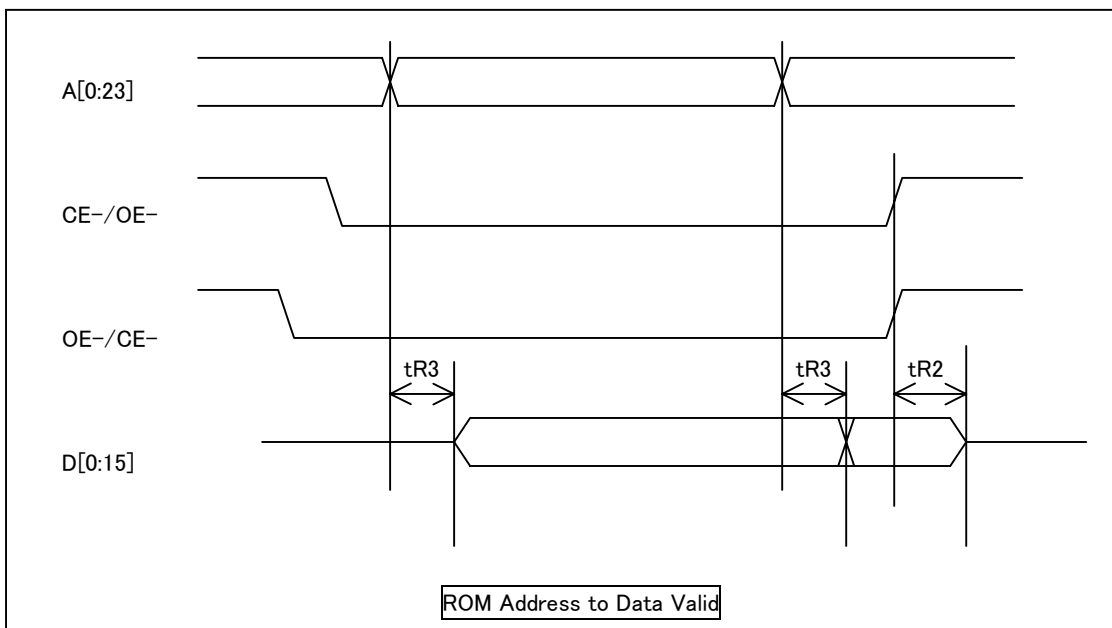 A[0:23]
CE-/OE-
OE-/CE-
tR3
tR3
tR2
D[0:15]
ROM Address to Data Valid